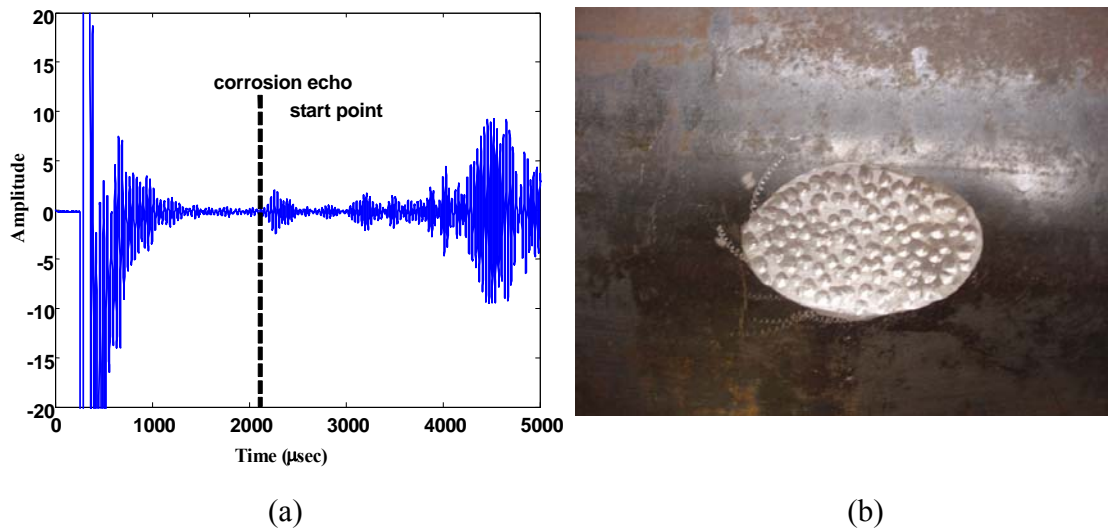 20
15
10
5
0
-5
-10
-15
-20
Amplitude
corrosion echo
start point
0 1000 2000 3000 4000 5000
Time (μsec)
(a) (b)